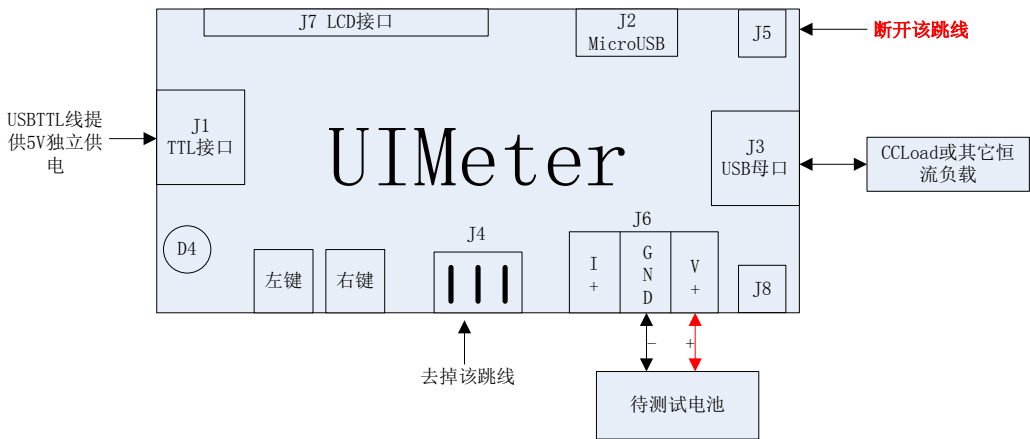 J7 LCD接口
J2
MicroUSB
J5
断开该跳线
USBTTL线提
供5V独立供
电
J1
TTL接口
UIMeter
J3
USB母口
CCLoad或其它恒
流负载
D4
左键
右键
J4
J6
I
+
G
N
D
V
+
J8
去掉该跳线
－
+
待测试电池